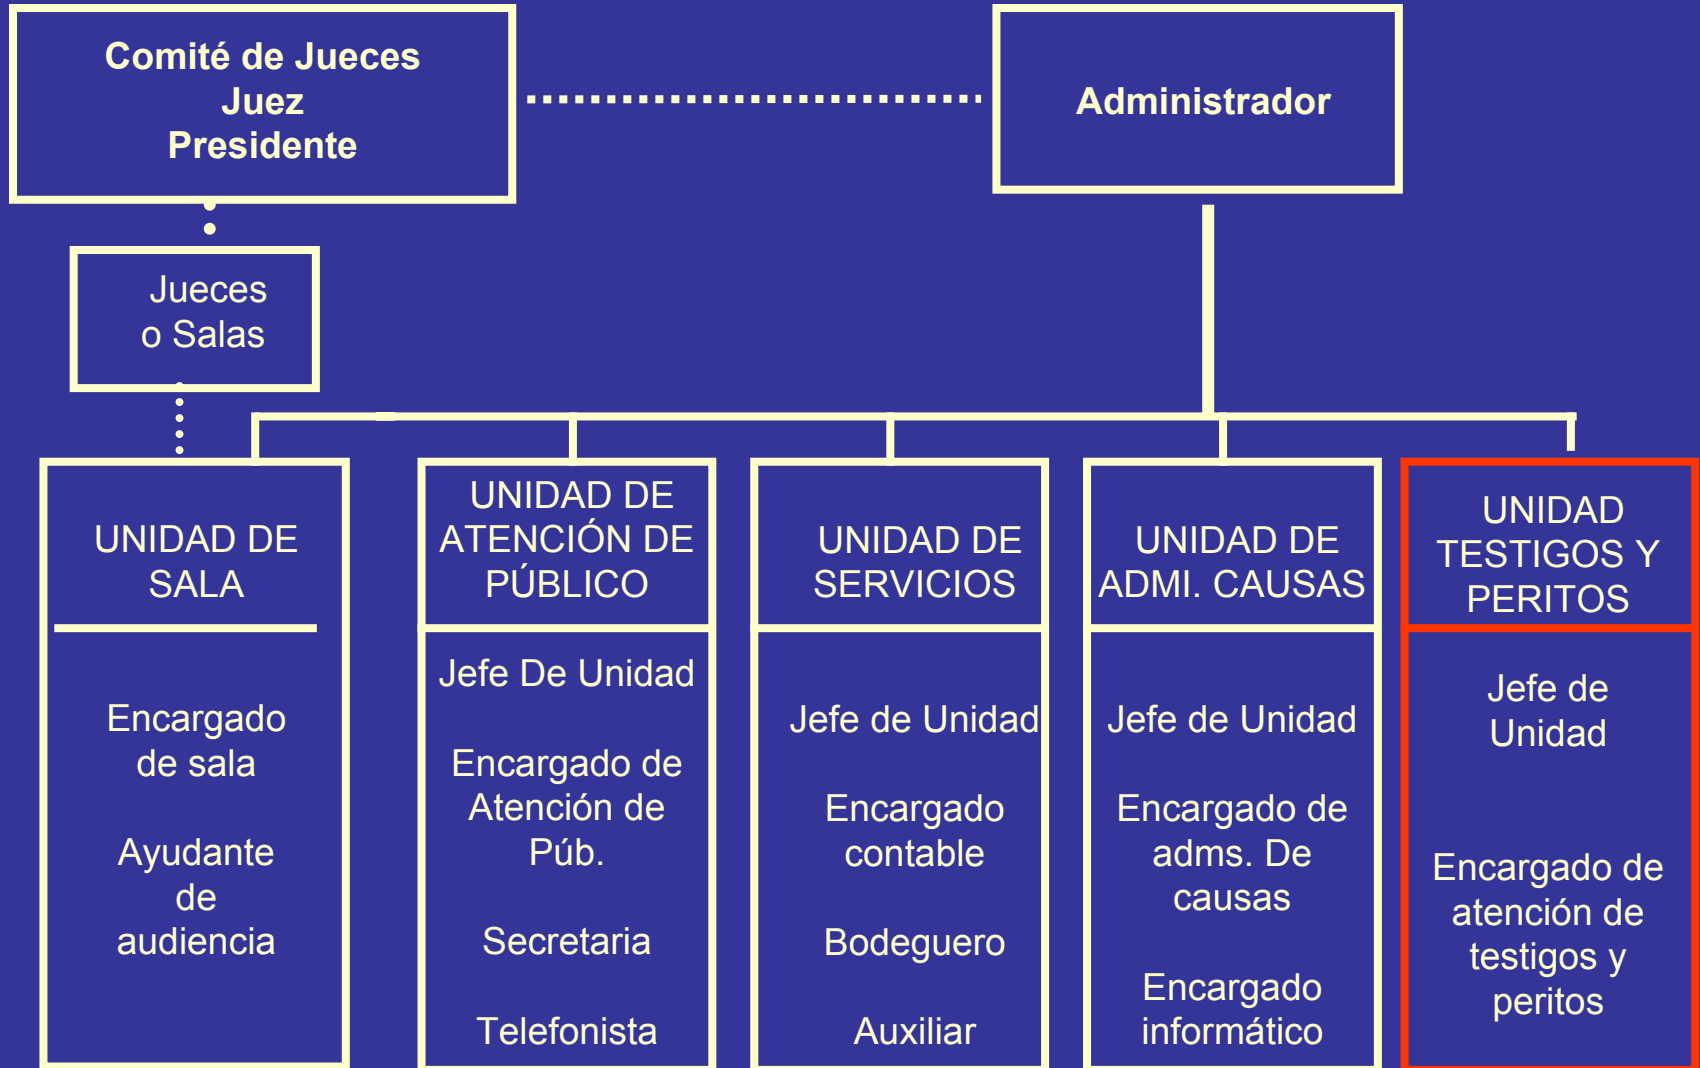 Comité de Jueces
Juez
Presidente
Administrador
Jueces
o Salas
UNIDAD DE
SALA
Encargado
de sala
Ayudante
de
audiencia
UNIDAD DE
ATENCIÓN DE
PÚBLICO
Jefe De Unidad
Encargado de
Atención de
Púb.
Secretaria
Telefonista
UNIDAD DE
SERVICIOS
Jefe de Unidad
Encargado
contable
Bodeguero
Auxiliar
UNIDAD DE
ADMI. CAUSAS
Jefe de Unidad
Encargado de
adms. De
causas
Encargado
informático
UNIDAD
TESTIGOS Y
PERITOS
Jefe de
Unidad
Encargado de
atención de
testigos y
peritos